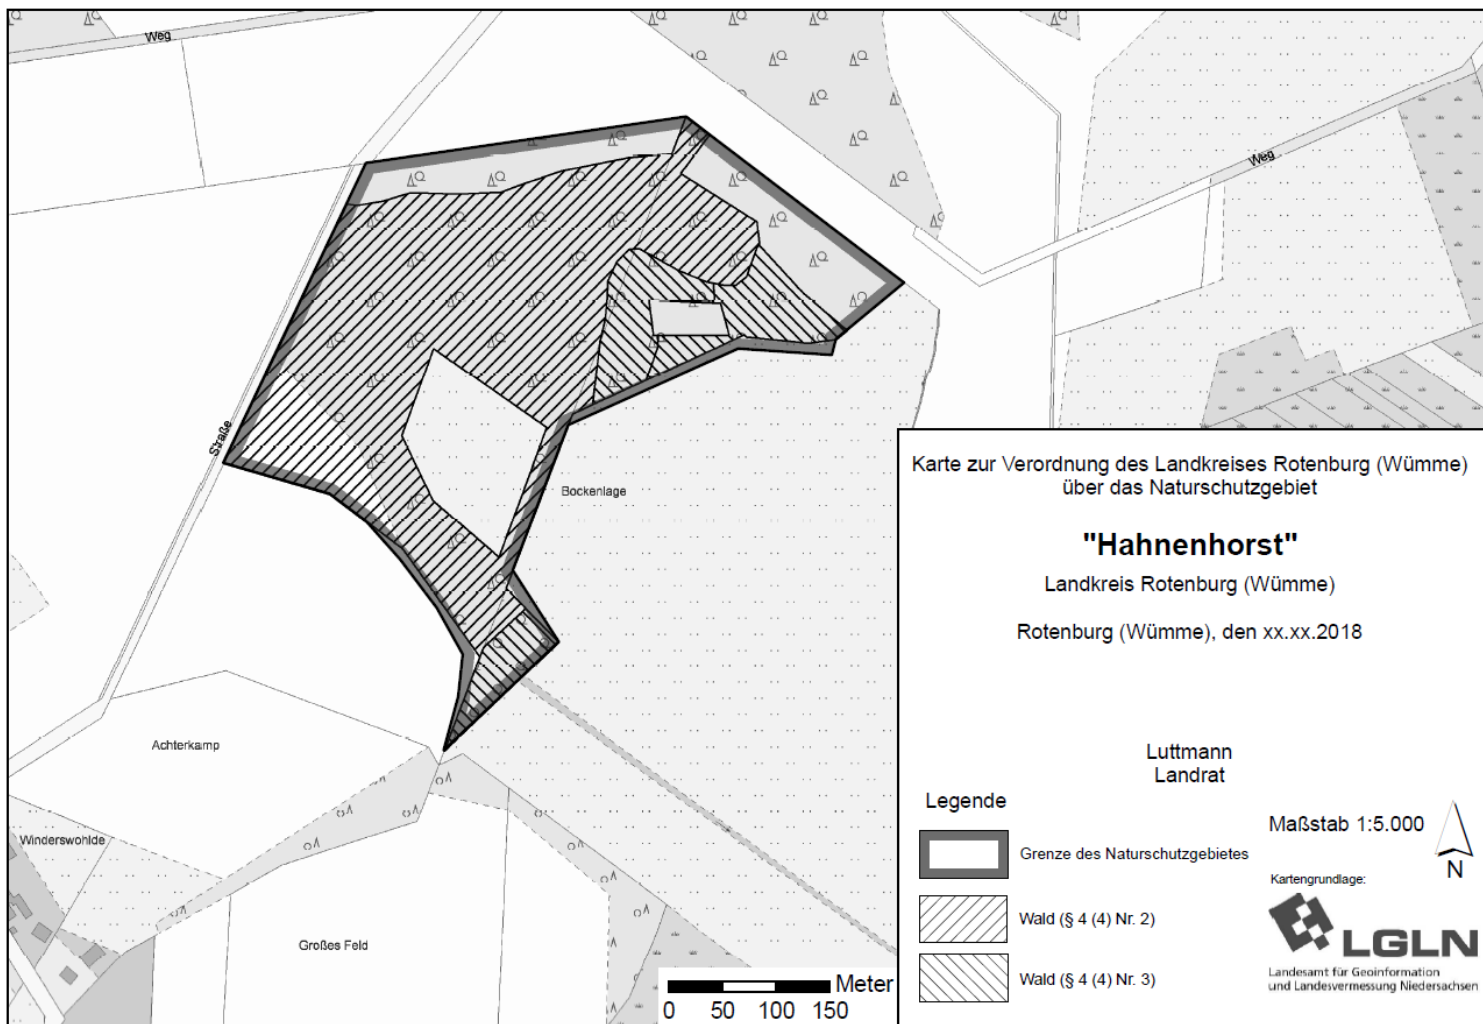 Weg
Weg
Straße
Bockenlage
Achterkamp
Winderswohlde
Großes Feld
Karte zur Verordnung des Landkreises Rotenburg (Wümme)
über das Naturschutzgebiet
"Hahnenhorst"
Landkreis Rotenburg (Wümme)
Rotenburg (Wümme), den xx.xx.2018
Luttmann
Landrat
Legende
Grenze des Naturschutzgebietes
Wald (§ 4 (4) Nr. 2)
Wald (§ 4 (4) Nr. 3)
Maßstab 1:5.000
N
Kartengrundlage:
LGLN
Landesamt für Geoinformation
und Landesvermessung Niedersachsen
Meter
0 50 100 150